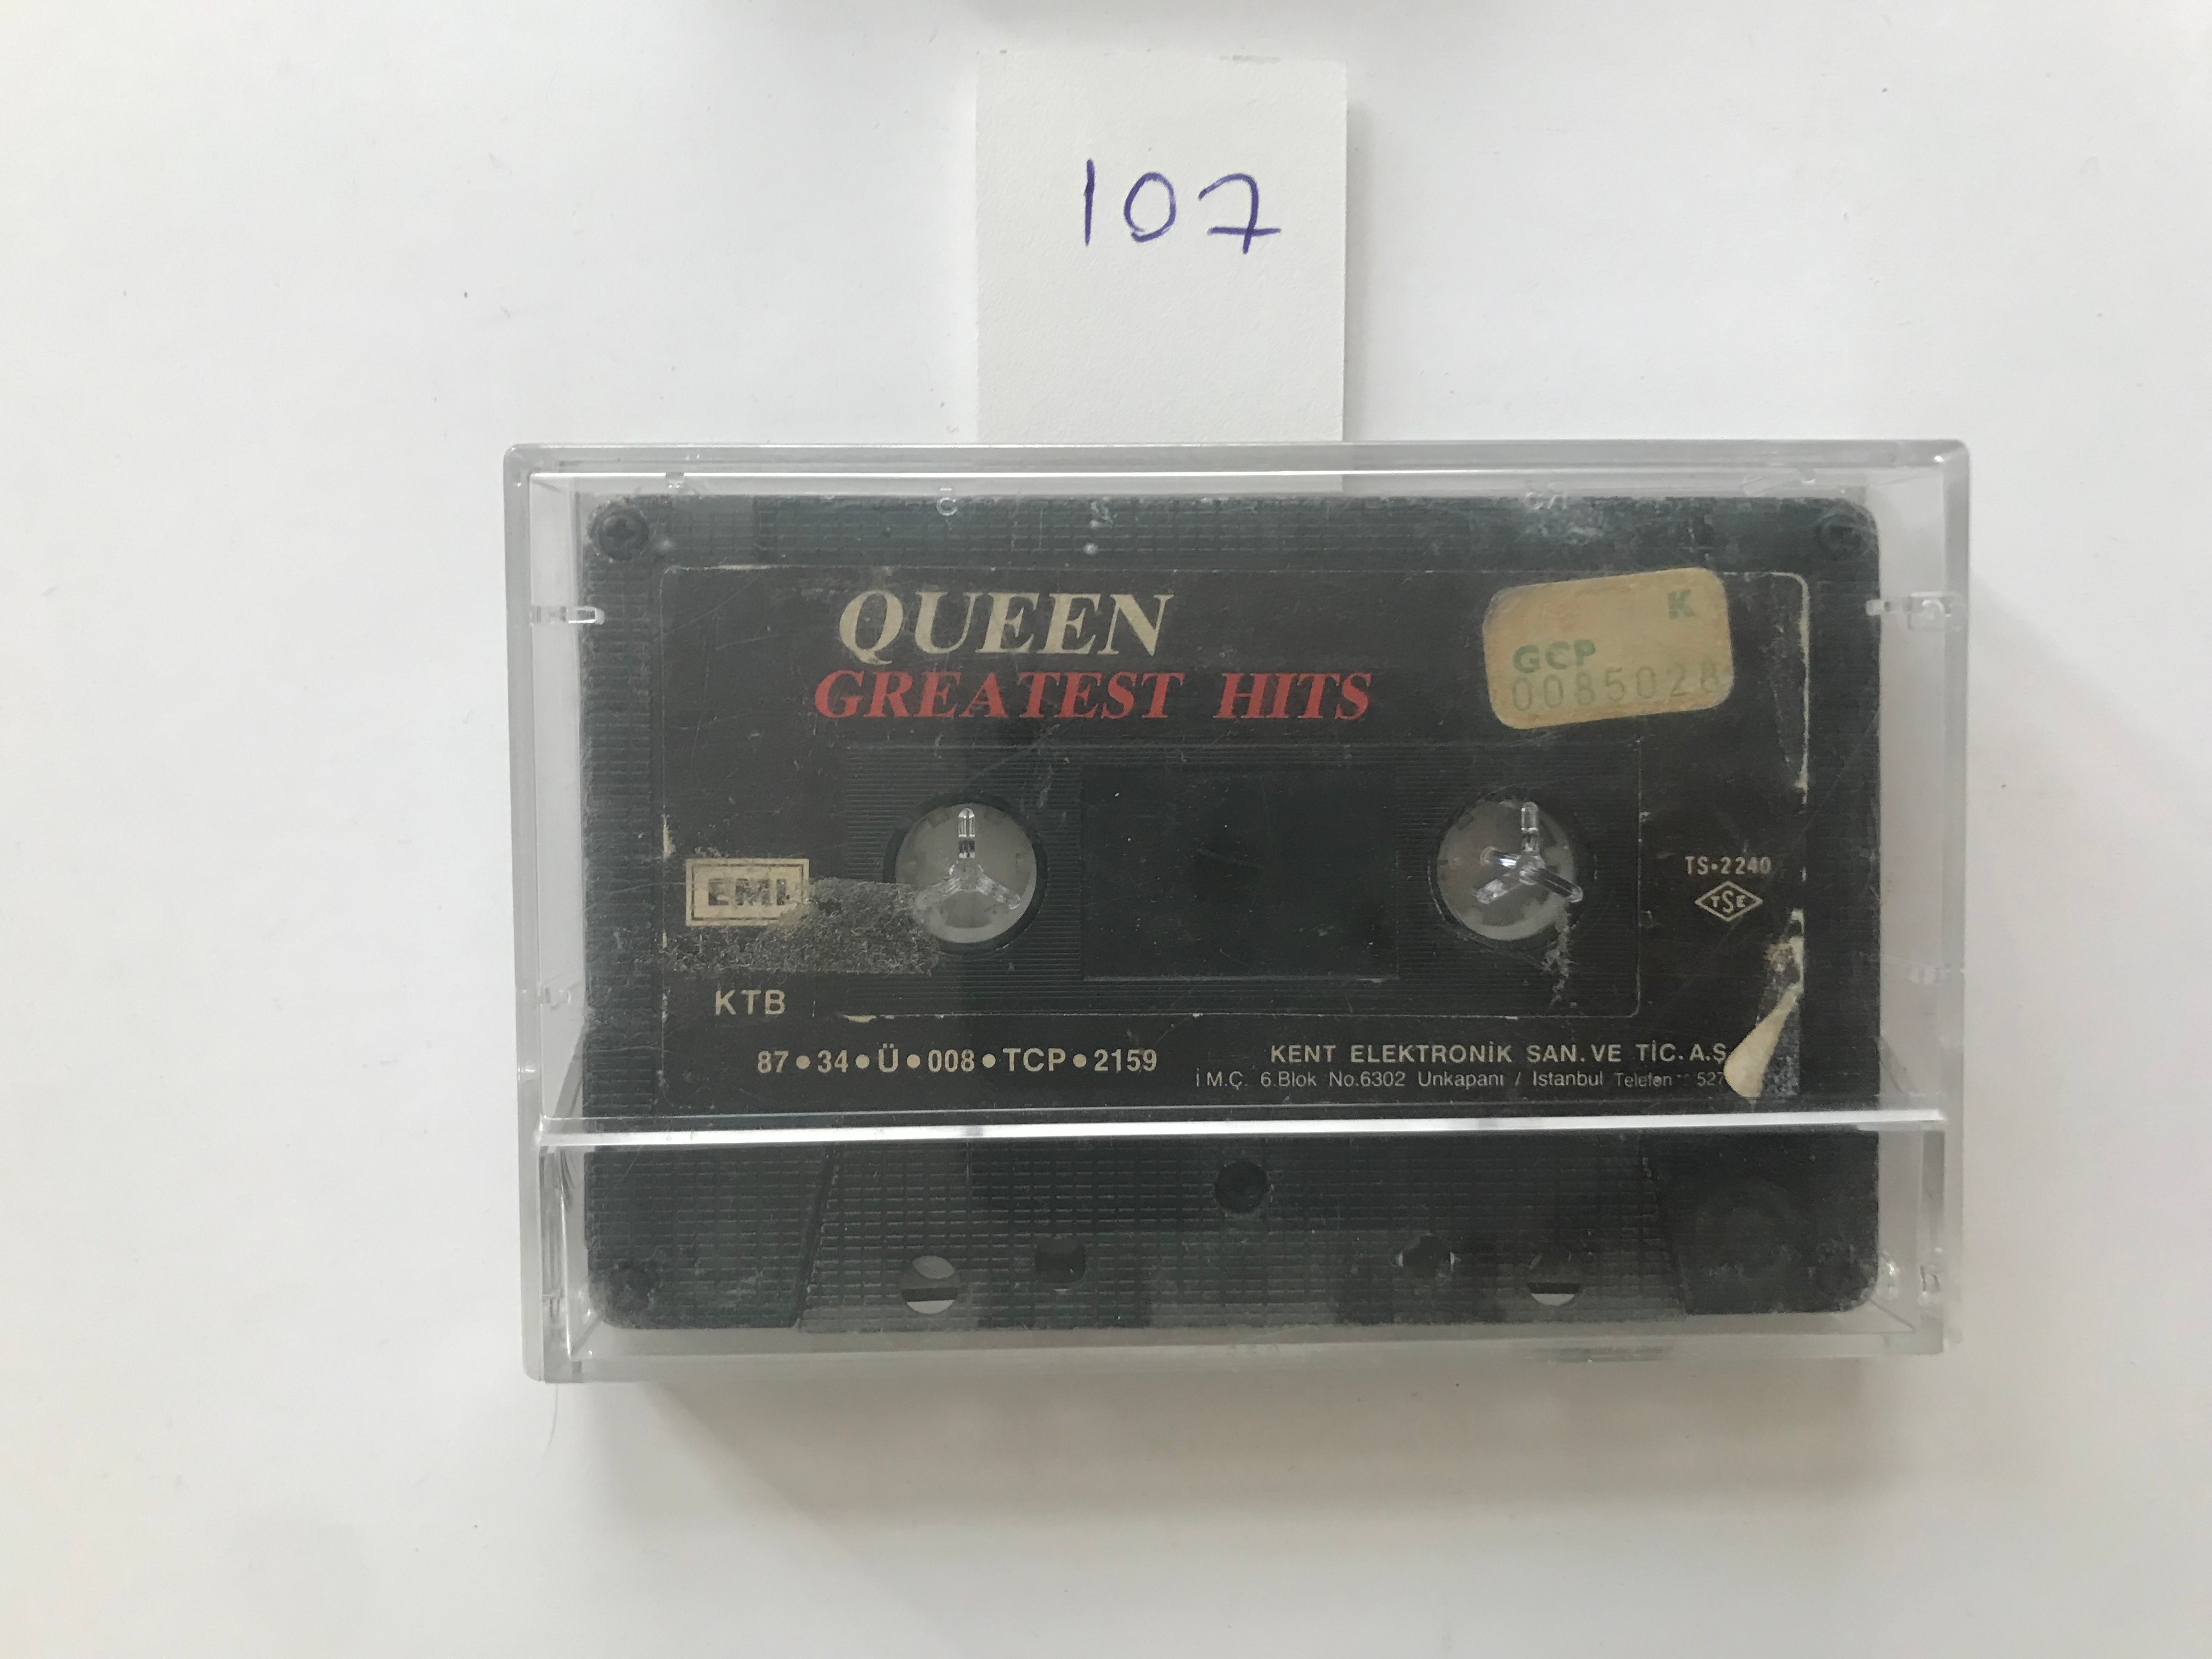 107
QUEEN
GREATEST HITS
K
GCP
0085028
EMI
TS•2240
TSE
KTB
87•34•Ü•008•TCP•2159
KENT ELEKTRONİK SAN. VE TİC. A.Ş
İ M.Ç. 6.Blok No.6302 Unkapanı / Istanbul Telefon 527